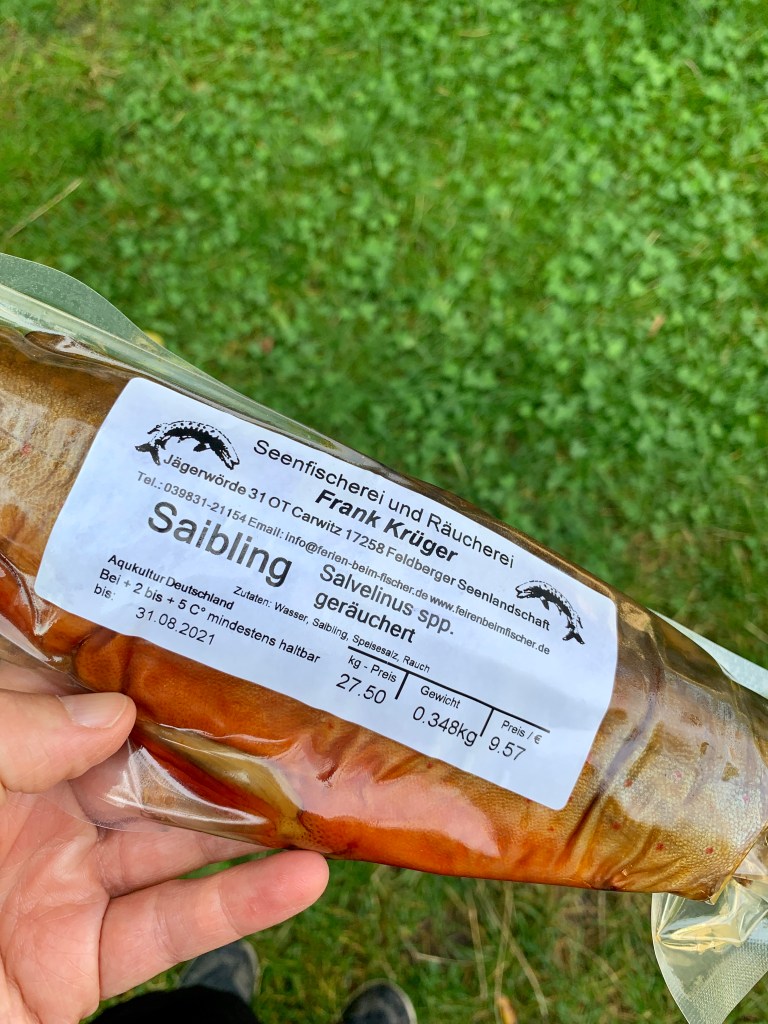 Seenfischerei und Räucherei
Frank Krüger
Jägerwörde 31 OT Carwitz 17258 Feldberger Seenlandschaft
Tel.: 039831-21154 Email: info@ferien-beim-fischer.de www.feirenbeimfischer.de
Saibling
Salvelinus spp.
geräuchert
Aqukultur Deutschland
Zutaten: Wasser, Saibling, Speisesalz, Rauch
Bei + 2 bis + 5 C° mindestens haltbar
bis:
31.08.2021
kg - Preis
Gewicht
Preis / €
27.50
0.348kg
9.57